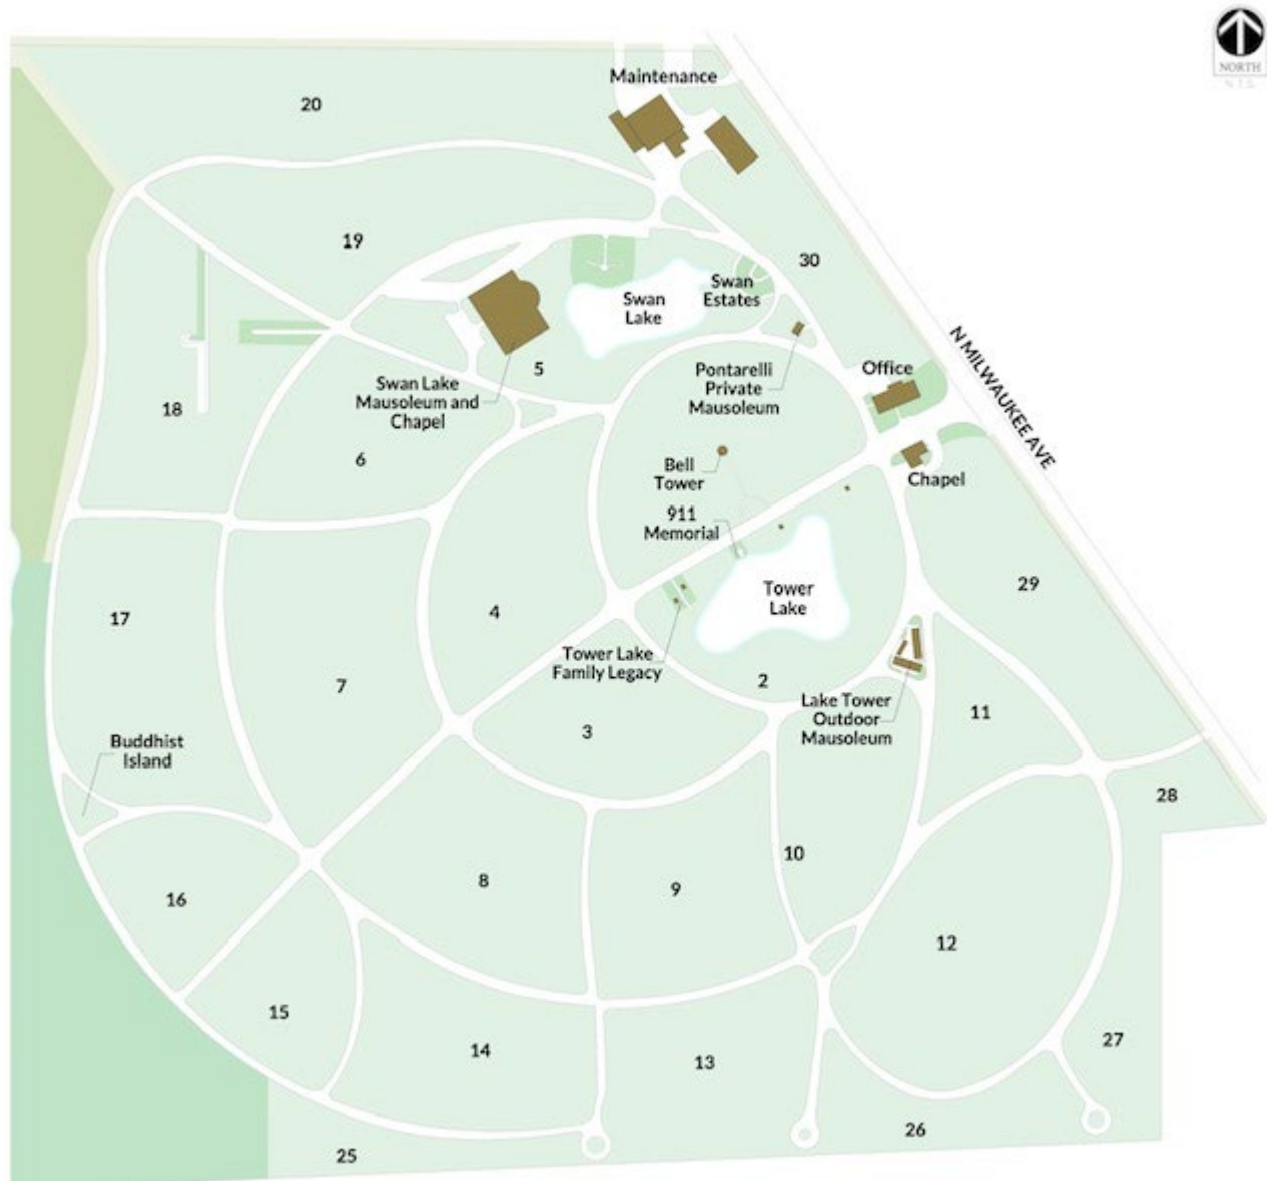 NORTH
N.T.S.
Maintenance
20
19
30
Swan
Estates
Swan
Lake
N MILWAUKEE AVE
Pontarelli
Private
Mausoleum
Office
5
Swan Lake
Mausoleum and
Chapel
18
6
Bell
Tower
Chapel
911
Memorial
29
Tower
Lake
4
17
Tower Lake
Family Legacy
2
7
Lake Tower
Outdoor
Mausoleum
11
3
Buddhist
Island
28
10
8
9
16
12
15
27
14
13
26
25